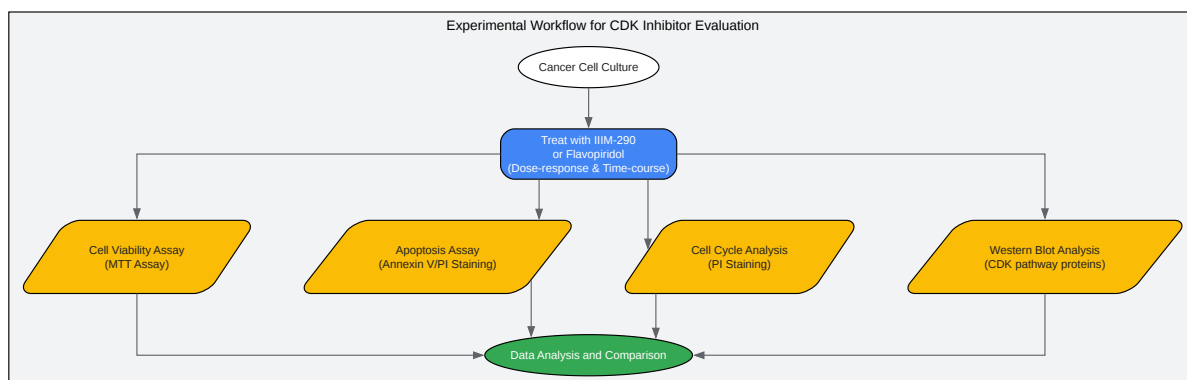 Experimental Workflow for CDK Inhibitor Evaluation
Cancer Cell Culture
Treat with IIIM-290
or Flavopiridol
(Dose-response & Time-course)
Cell Viability Assay
(MTT Assay)
Apoptosis Assay
(Annexin V/PI Staining)
Cell Cycle Analysis
(PI Staining)
Western Blot Analysis
(CDK pathway proteins)
Data Analysis and Comparison